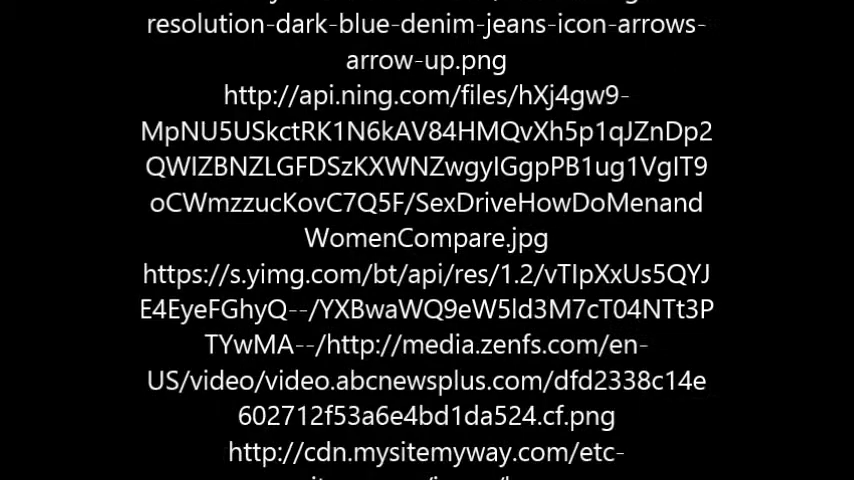 resolution-dark-blue-denim-jeans-icon-arrows-
arrow-up.png
http://api.ning.com/files/hXj4gw9-
MpNU5USkctRK1N6kAV84HMQvXh5p1qJZnDp2
QWIZBNZLGFDSzKXWNZwgyIGgpPB1ug1VgIT9
oCWmzzucKovC7Q5F/SexDriveHowDoMenand
WomenCompare.jpg
https://s.yimg.com/bt/api/res/1.2/vTIpXxUs5QYJ
E4EyeFGhyQ--/YXBwaWQ9eW5ld3M7cT04NTt3P
TYwMA--/http://media.zenfs.com/en-
US/video/video.abcnewsplus.com/dfd2338c14e
602712f53a6e4bd1da524.cf.png
http://cdn.mysitemyway.com/etc-